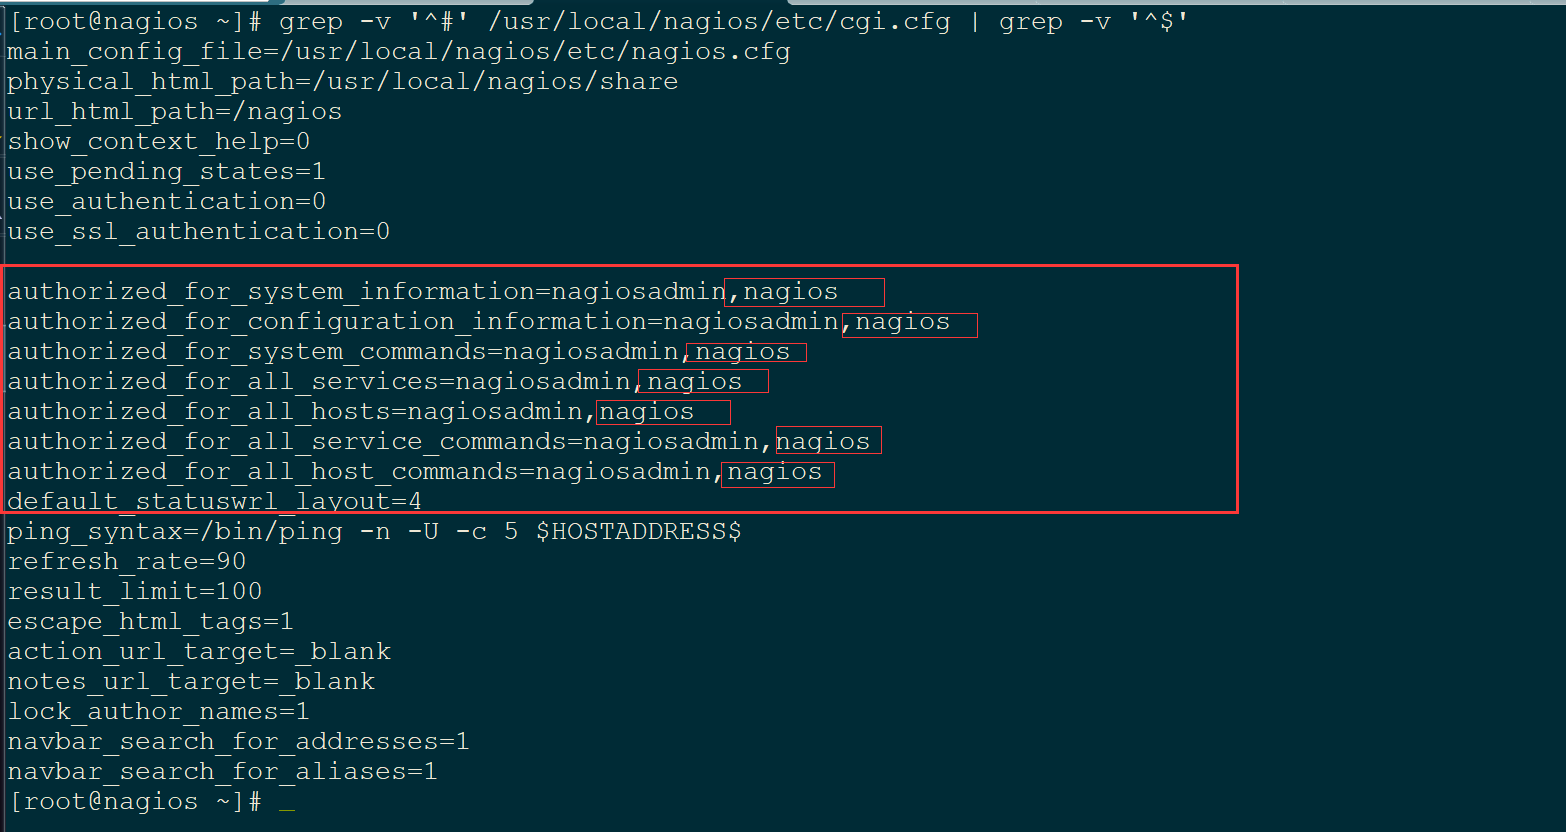 [root@nagios ~]# grep -v '^#' /usr/local/nagios/etc/cgi.cfg | grep -v '^$'
main_config_file=/usr/local/nagios/etc/nagios.cfg
physical_html_path=/usr/local/nagios/share
url_html_path=/nagios
show_context_help=0
use_pending_states=1
use_authentication=0
use_ssl_authentication=0
authorized_for_system_information=nagiosadmin,nagios
authorized_for_configuration_information=nagiosadmin,nagios
authorized_for_system_commands=nagiosadmin,nagios
authorized_for_all_services=nagiosadmin,nagios
authorized_for_all_hosts=nagiosadmin,nagios
authorized_for_all_service_commands=nagiosadmin,nagios
authorized_for_all_host_commands=nagiosadmin,nagios
default_statuswrl_layout=4
ping_syntax=/bin/ping -n -U -c 5 $HOSTADDRESS$
refresh_rate=90
result_limit=100
escape_html_tags=1
action_url_target=_blank
notes_url_target=_blank
lock_author_names=1
navbar_search_for_addresses=1
navbar_search_for_aliases=1
[root@nagios ~]# _